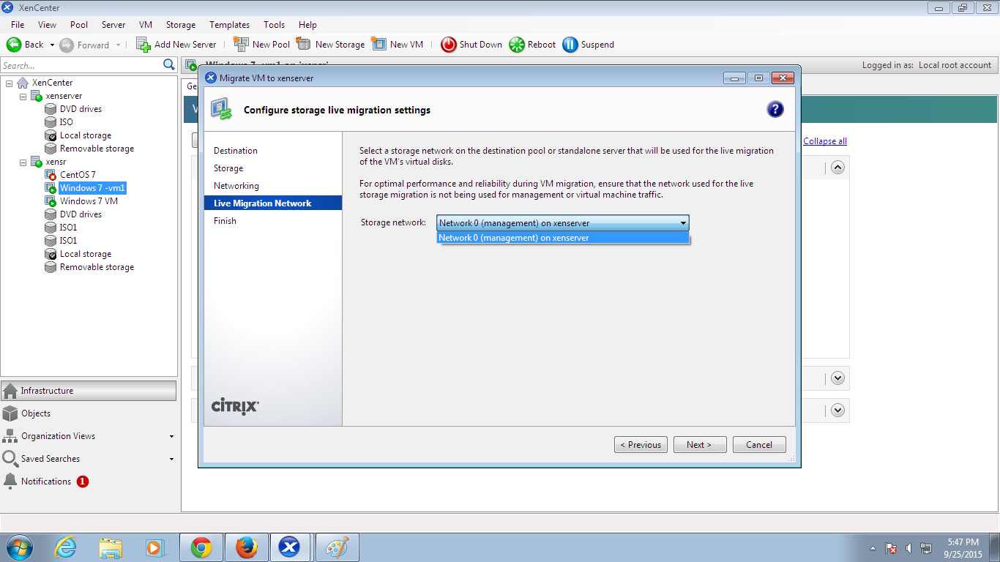 XenCenter
File View Pool Server VM Storage Templates Tools Help
Back Forward Add New Server New Pool New Storage New VM Shut Down Reboot Suspend
Search...
Logged in as: Local root account
XenCenter
xenserver
DVD drives
ISO
Local storage
Removable storage
xensr
CentOS 7
Windows 7 -vm1
Windows 7 VM
DVD drives
ISO1
ISO1
Local storage
Removable storage
Infrastructure
Objects
Organization Views
Saved Searches
Notifications 1
Collapse all
Migrate VM to xenserver
Configure storage live migration settings
?
Destination
Storage
Networking
Live Migration Network
Finish
CITRIX
Select a storage network on the destination pool or standalone server that will be used for the live migration
of the VM's virtual disks.
For optimal performance and reliability during VM migration, ensure that the network used for the live
storage migration is not being used for management or virtual machine traffic.
Storage network: Network 0 (management) on xenserver
Network 0 (management) on xenserver
< Previous Next > Cancel
5:47 PM
9/25/2015